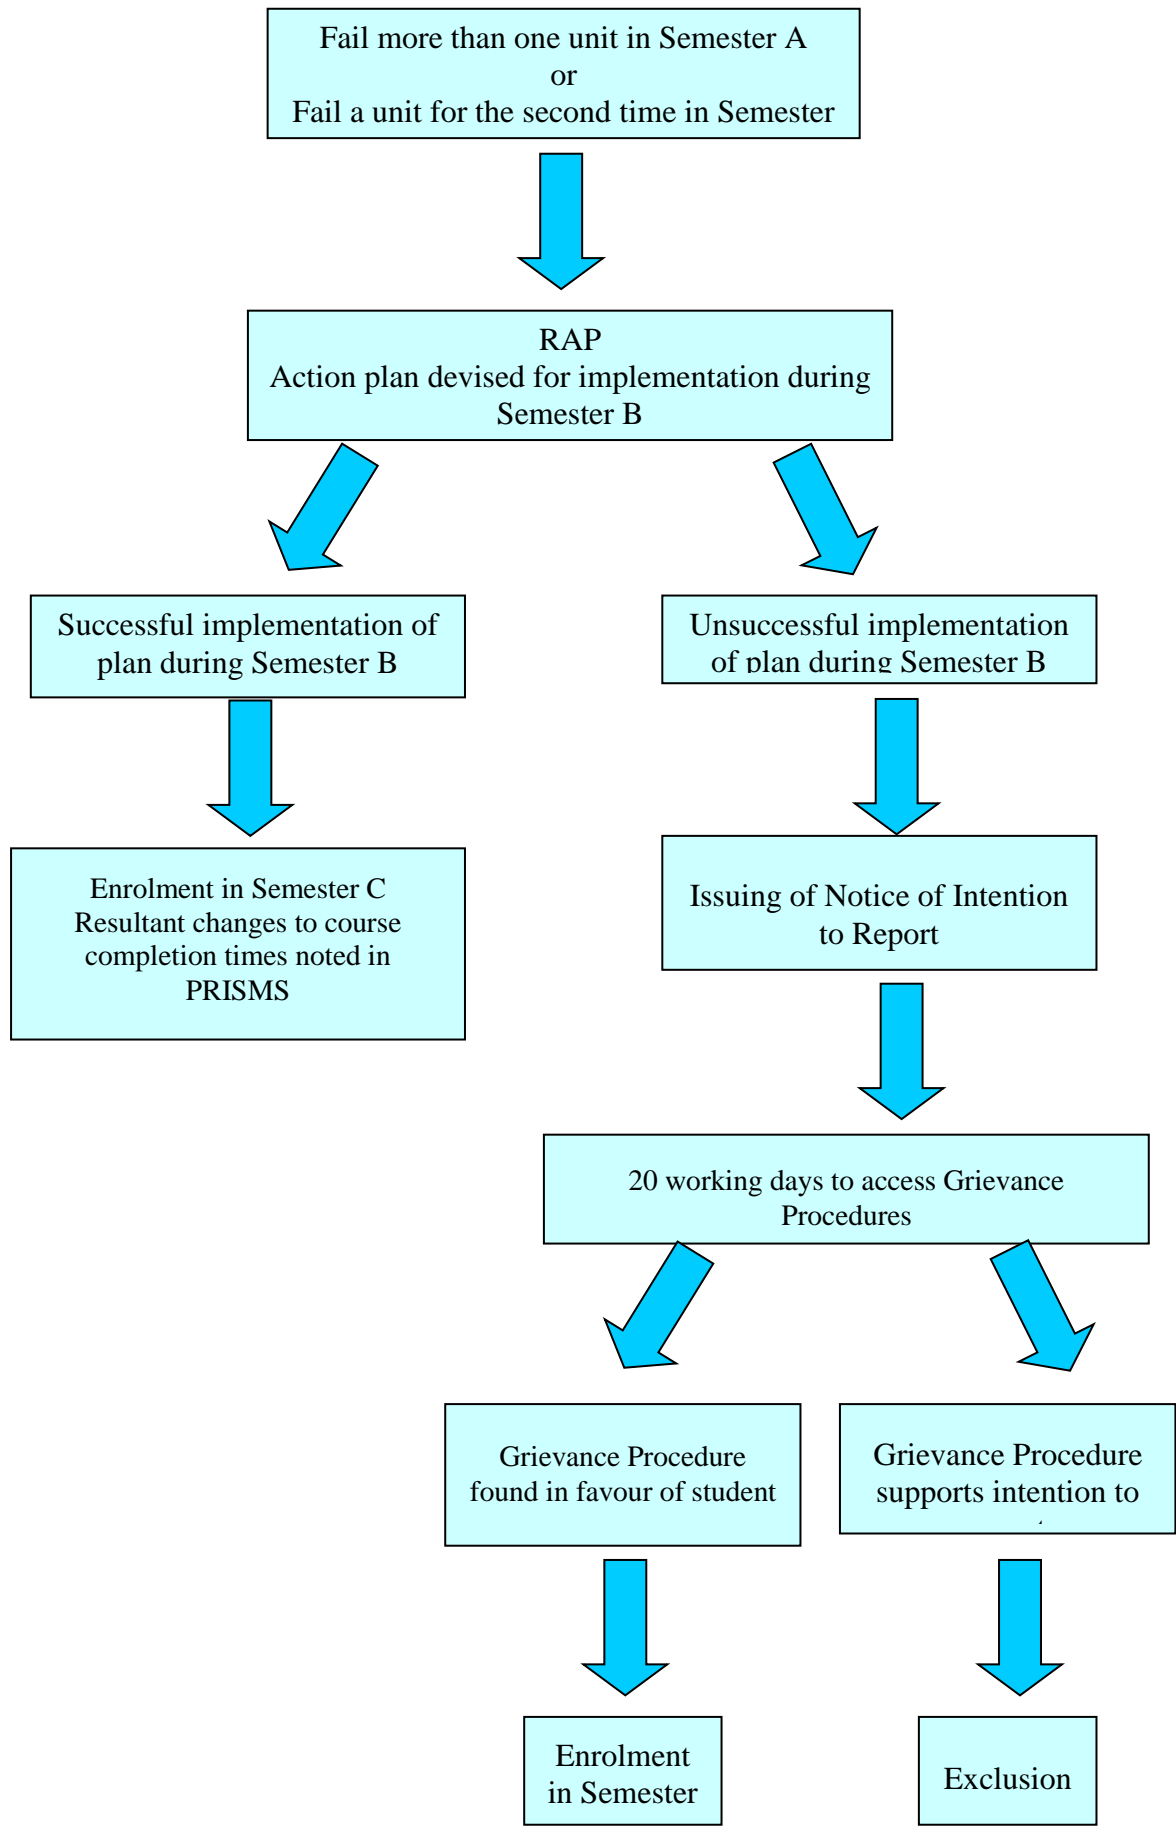 Fail more than one unit in Semester A
or
Fail a unit for the second time in Semester
RAP
Action plan devised for implementation during
Semester B
Successful implementation of
plan during Semester B
Unsuccessful implementation
of plan during Semester B
Enrolment in Semester C
Resultant changes to course
completion times noted in
PRISMS
Issuing of Notice of Intention
to Report
20 working days to access Grievance
Procedures
Grievance Procedure
found in favour of student
Grievance Procedure
supports intention to
Enrolment
in Semester
Exclusion